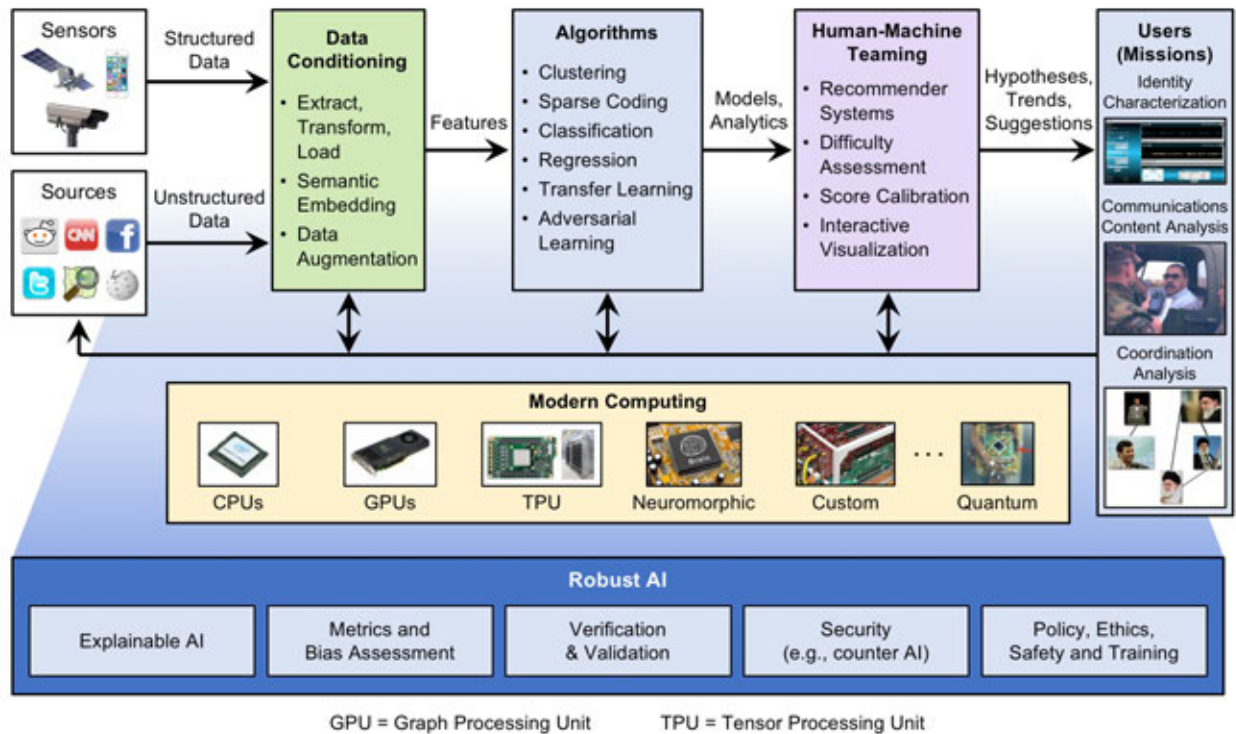 Sensors
Structured
Data
Sources
CNN
Unstructured
Data
Data
Conditioning
• Extract,
Transform,
Load
• Semantic
Embedding
• Data
Augmentation
Features
Algorithms
• Clustering
• Sparse Coding
• Classification
• Regression
• Transfer Learning
• Adversarial
Learning
Models,
Analytics
Human-Machine
Teaming
• Recommender
Systems
• Difficulty
Assessment
• Score Calibration
• Interactive
Visualization
Hypotheses,
Trends,
Suggestions
Users
(Missions)
Identity
Characterization
Communications
Content Analysis
Coordination
Analysis
Modern Computing
CPUs
GPUs
TPU
Neuromorphic
Custom
...
Quantum
Robust AI
Explainable AI
Metrics and
Bias Assessment
Verification
& Validation
Security
(e.g., counter AI)
Policy, Ethics,
Safety and Training
GPU = Graph Processing Unit
TPU = Tensor Processing Unit